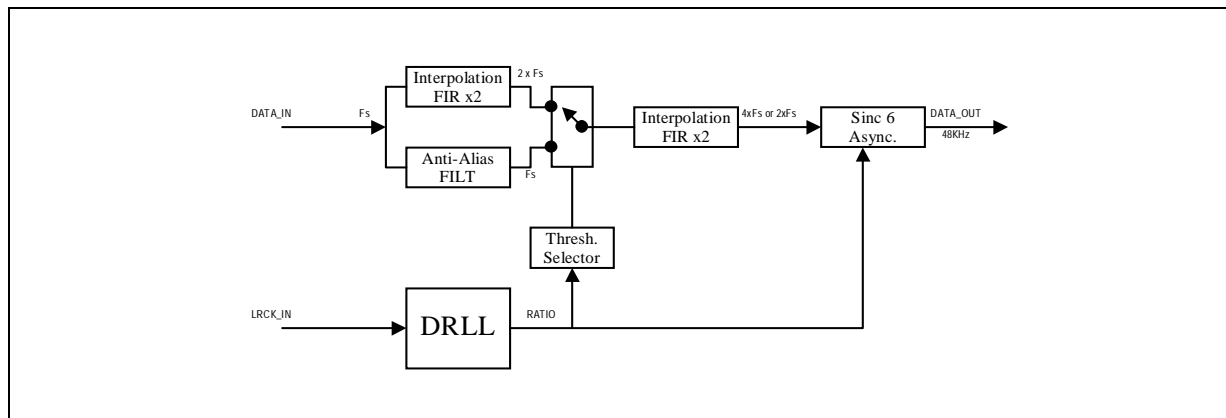 Interpolation
FIR x2
2 x Fs
DATA_IN
Fs
Interpolation
FIR x2
4xFs or 2xFs
Sinc 6
Async.
DATA_OUT
48KHz
Anti-Alias
FILT
Fs
Thresh.
Selector
LRCK_IN
DRLL
RATIO